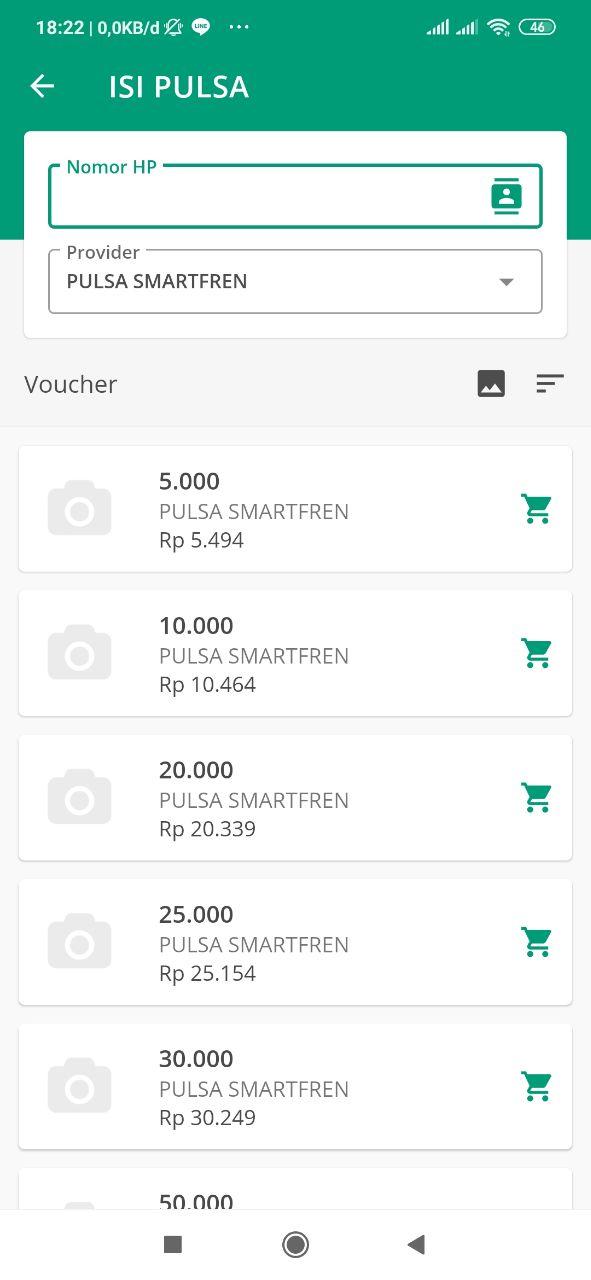 18:22 | 0,0KB/d LINE ... 46
ISI PULSA
Nomor HP
Provider
PULSA SMARTFREN
Voucher
5.000
PULSA SMARTFREN
Rp 5.494
10.000
PULSA SMARTFREN
Rp 10.464
20.000
PULSA SMARTFREN
Rp 20.339
25.000
PULSA SMARTFREN
Rp 25.154
30.000
PULSA SMARTFREN
Rp 30.249
50.000